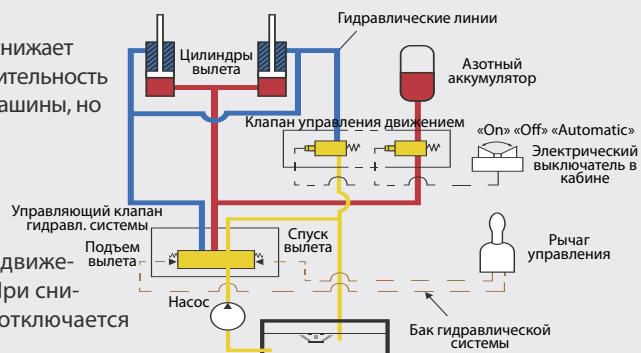 нижает
ительность
ашины, но
движе-
При сни-
отключается
Гидравлические линии
Цилиндры
вылета
Азотный
аккумулятор
Клапан управления движением
«On» «Off» «Automatic»
Электрический
выключатель в
кабине
Управляющий клапан
гидравл. системы
Подъем
вылета
Спуск
вылета
Рычаг
управления
Насос
Бак гидравлической
системы